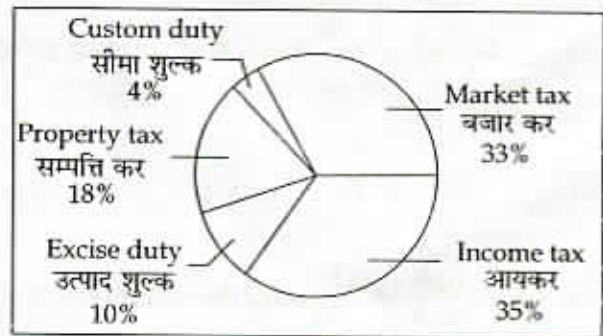 Custom duty
सीमा शुल्क
4%
Market tax
बजार कर
33%
Property tax
सम्पत्ति कर
18%
Excise duty
उत्पाद शुल्क
10%
Income tax
आयकर
35%